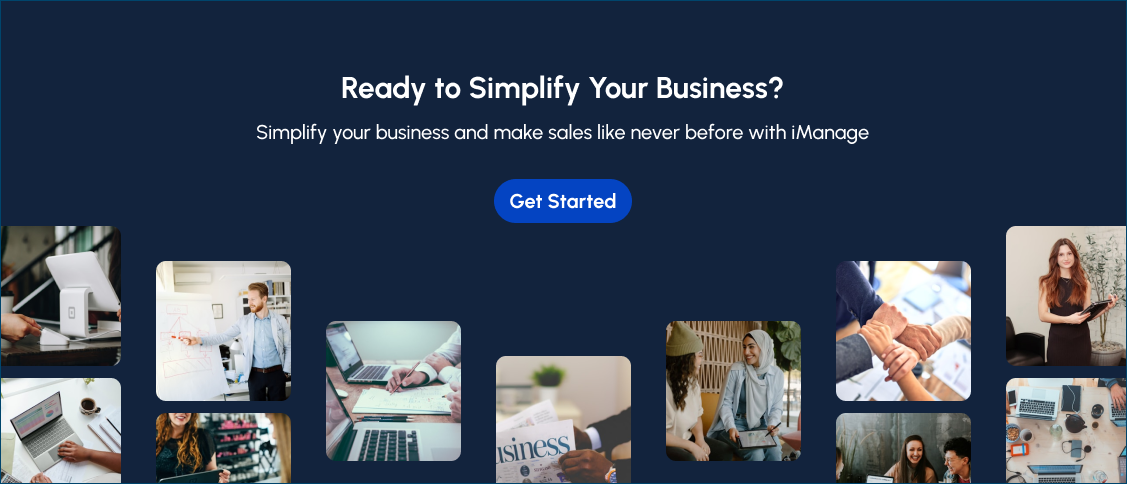 Ready to Simplify Your Business?
Simplify your business and make sales like never before with iManage
Get Started
usiness